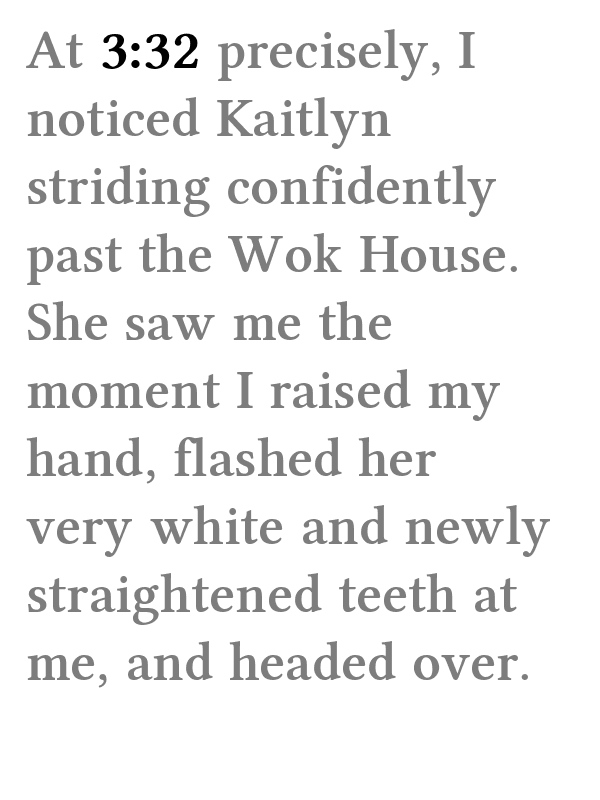 At 3:32 precisely, I
noticed Kaitlyn
striding confidently
past the Wok House.
She saw me the
moment I raised my
hand, flashed her
very white and newly
straightened teeth at
me, and headed over.